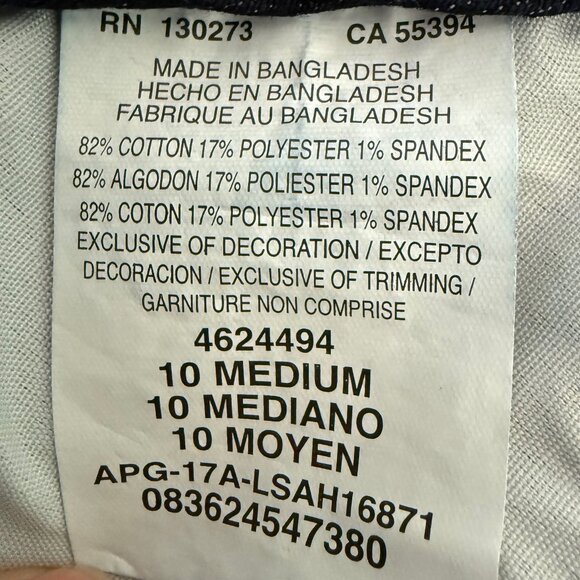 RN 130273 CA 55394
MADE IN BANGLADESH
HECHO EN BANGLADESH
FABRIQUE AU BANGLADESH
82% COTTON 17% POLYESTER 1% SPANDEX
82% ALGODON 17% POLIESTER 1% SPANDEX
82% COTON 17% POLYESTER 1% SPANDEX
EXCLUSIVE OF DECORATION / EXCEPTO
DECORACION / EXCLUSIVE OF TRIMMING /
GARNITURE NON COMPRISE
4624494
10 MEDIUM
10 MEDIANO
10 MOYEN
APG-17A-LSAH16871
083624547380